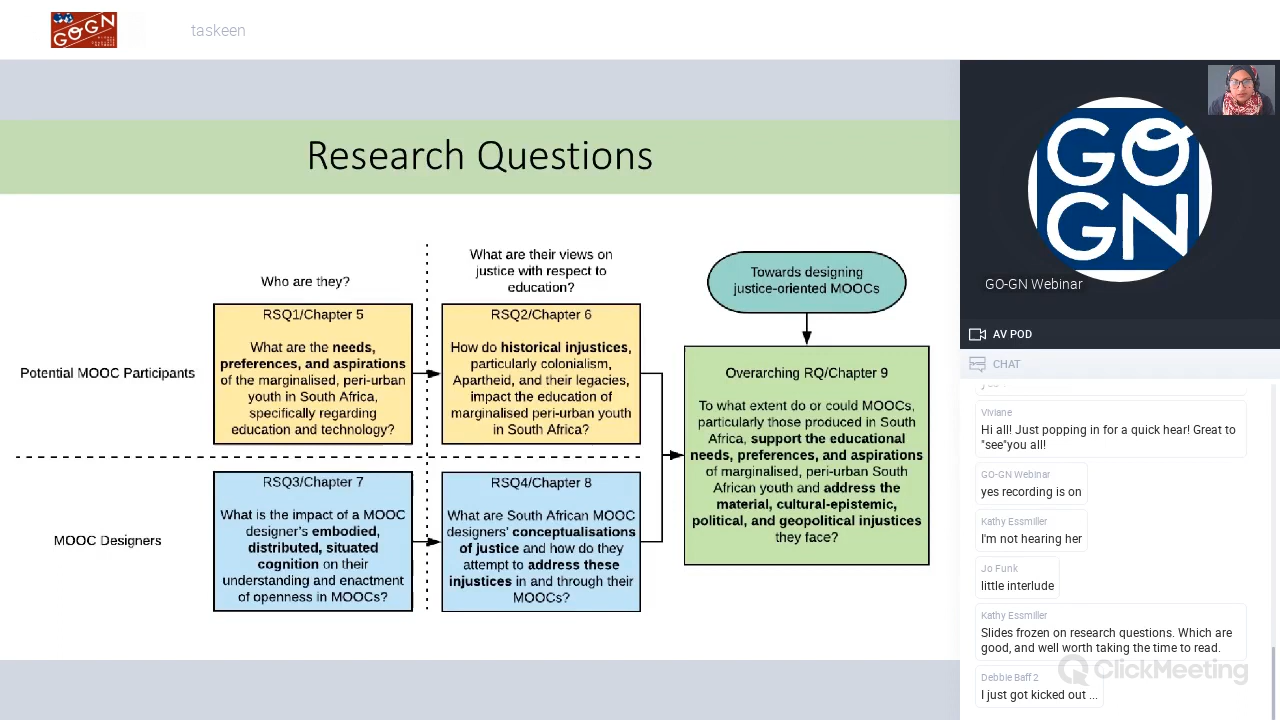 GOGN
taskeen
Research Questions
Who are they?
What are their views on
justice with respect to
education?
Towards designing
justice-oriented MOOCs
Potential MOOC Participants
RSQ1/Chapter 5
What are the needs,
preferences, and aspirations
of the marginalised, peri-urban
youth in South Africa,
specifically regarding
education and technology?
RSQ2/Chapter 6
How do historical injustices,
particularly colonialism,
Apartheid, and their legacies,
impact the education of
marginalised peri-urban youth
in South Africa?
MOOC Designers
RSQ3/Chapter 7
What is the impact of a MOOC
designer's embodied,
distributed, situated
cognition on their
understanding and enactment
of openness in MOOCs?
RSQ4/Chapter 8
What are South African MOOC
designers' conceptualisations
of justice and how do they
attempt to address these
injustices in and through their
MOOCs?
Overarching RQ/Chapter 9
To what extent do or could MOOCs,
particularly those produced in South
Africa, support the educational
needs, preferences, and aspirations
of marginalised, peri-urban South
African youth and address the
material, cultural-epistemic,
political, and geopolitical injustices
they face?
GO
GN
GO-GN Webinar
AV POD
CHAT
Viviane
Hi all! Just popping in for a quick hear! Great to
"see"you all!
GO-GN Webinar
yes recording is on
Kathy Essmiller
I'm not hearing her
Jo Funk
little interlude
Kathy Essmiller
Slides frozen on research questions. Which are
good, and well worth taking the time to read.
ClickMeeting
Debbie Baff 2
I just got kicked out ...